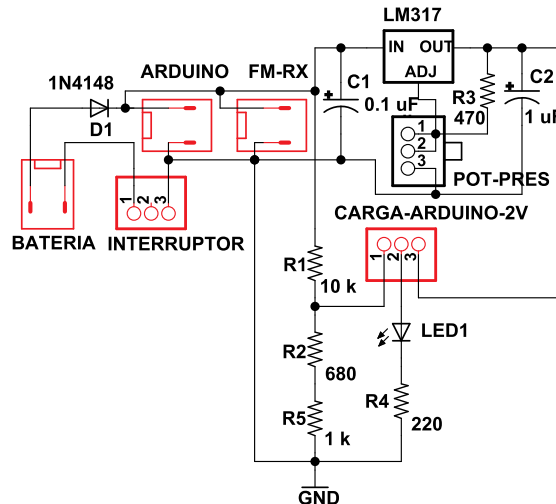 LM317
IN OUT
ADJ
ARDUINO
FM-RX
1N4148
D1
C1
0.1 uF
R3
470
C2
1 uF
1
2
3
POT-PRES
BATERIA
1
2
3
INTERRUPTOR
CARGA-ARDUINO-2V
1
2
3
R1
10 k
LED1
R2
680
R4
220
R5
1 k
GND